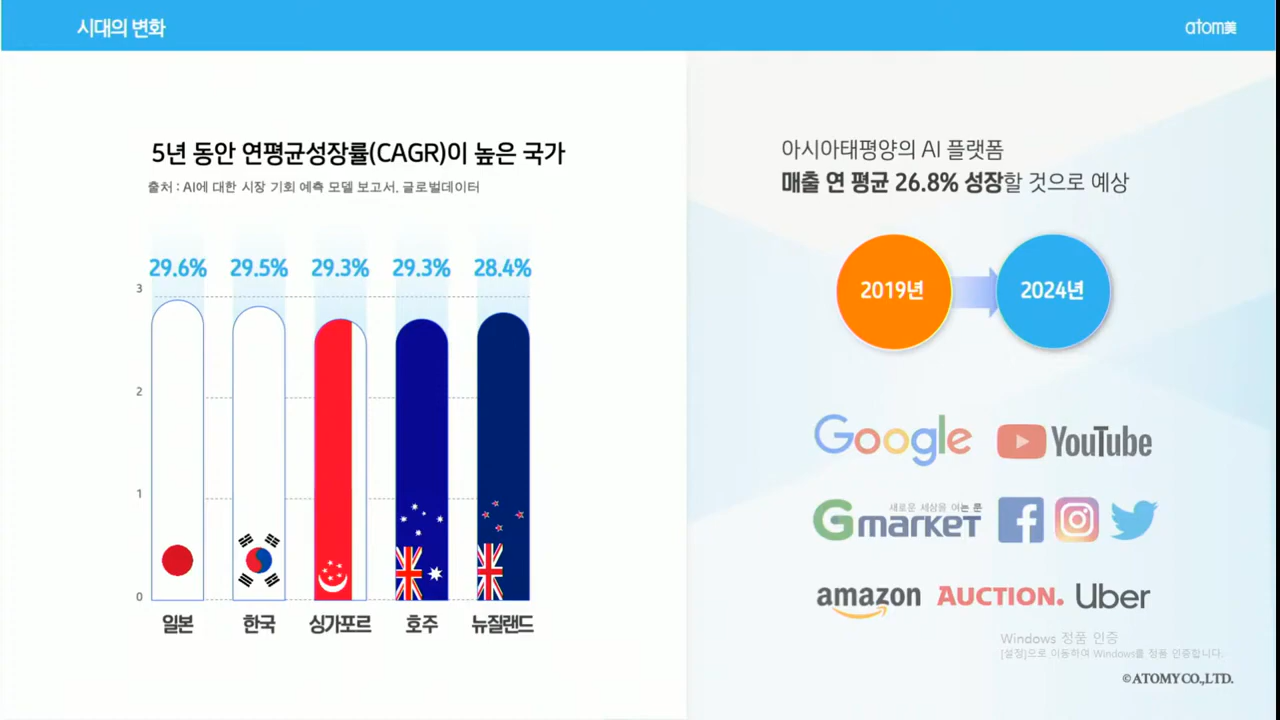 시대의 변화
atom美
5년 동안 연평균성장률(CAGR)이 높은 국가
출처 : AI에 대한 시장 기회 예측 모델 보고서, 글로벌데이터
29.6% 29.5% 29.3% 29.3% 28.4%
3
2
1
0
일본 한국 싱가포르 호주 뉴질랜드
아시아태평양의 AI 플랫폼
매출 연 평균 26.8% 성장할 것으로 예상
2019년 2024년
Google YouTube
새로운 세상을 여는 문
Gmarket
amazon AUCTION. Uber
Windows 정품 인증
[설정]으로 이동하여 Windows를 정품 인증합니다.
©ATOMY CO.,LTD.